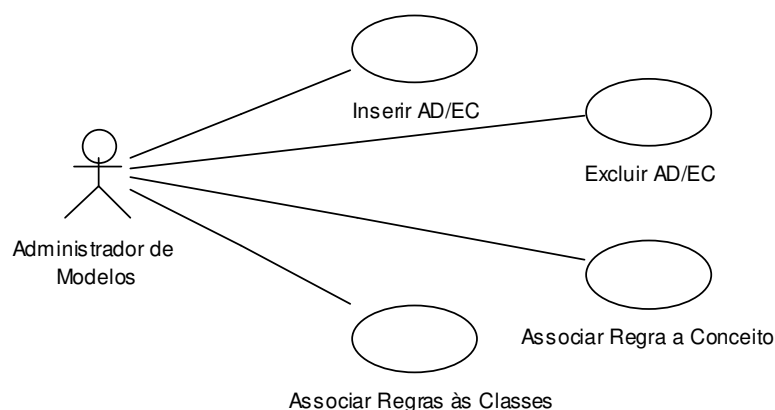 Inserir AD/EC
Excluir AD/EC
Administrador de
Modelos
Associar Regra a Conceito
Associar Regras às Classes